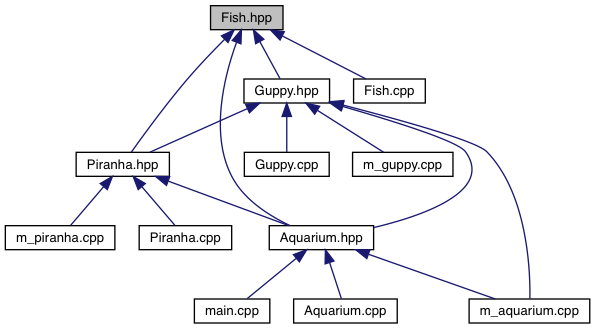 Fish.hpp
Guppy.hpp
Fish.cpp
Piranha.hpp
Guppy.cpp
m_guppy.cpp
m_piranha.cpp
Piranha.cpp
Aquarium.hpp
main.cpp
Aquarium.cpp
m_aquarium.cpp